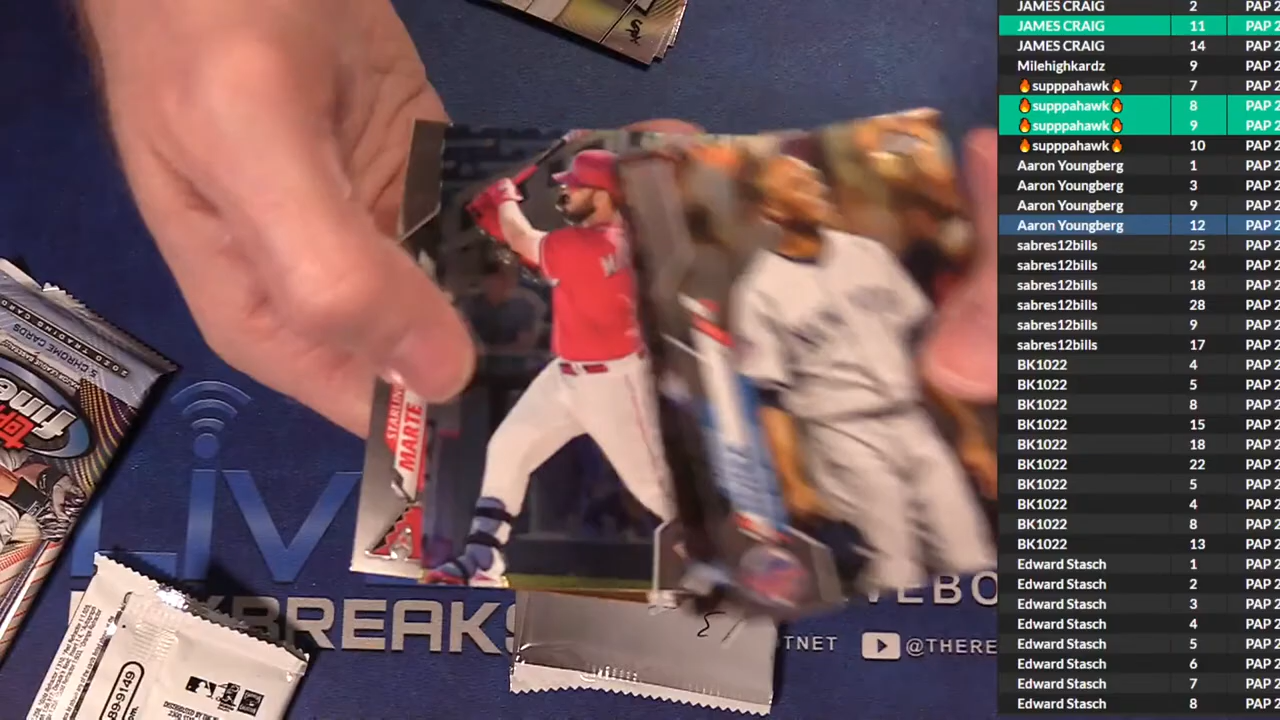 JAMES CRAIG 2 PAP 2
JAMES CRAIG 11 PAP 2
JAMES CRAIG 14 PAP 2
Milehighkardz 9 PAP 2
🔥supppahawk🔥 7 PAP 2
🔥supppahawk🔥 8 PAP 2
🔥supppahawk🔥 9 PAP 2
🔥supppahawk🔥 10 PAP 2
Aaron Youngberg 1 PAP 2
Aaron Youngberg 3 PAP 2
Aaron Youngberg 9 PAP 2
Aaron Youngberg 12 PAP 2
sabres12bills 25 PAP 2
sabres12bills 24 PAP 2
sabres12bills 18 PAP 2
sabres12bills 28 PAP 2
sabres12bills 9 PAP 2
sabres12bills 17 PAP 2
BK1022 4 PAP 2
BK1022 5 PAP 2
BK1022 8 PAP 2
BK1022 15 PAP 2
BK1022 18 PAP 2
BK1022 22 PAP 2
BK1022 5 PAP 2
BK1022 4 PAP 2
BK1022 8 PAP 2
BK1022 13 PAP 2
Edward Stasch 1 PAP 2
Edward Stasch 2 PAP 2
Edward Stasch 3 PAP 2
Edward Stasch 4 PAP 2
Edward Stasch 5 PAP 2
Edward Stasch 6 PAP 2
Edward Stasch 7 PAP 2
Edward Stasch 8 PAP 2
STARLING
MARTE
5 CHROME CARDS
TOPPS
fine
LiV
BREAKS
VEBO
TNET
@THERE
89-9149